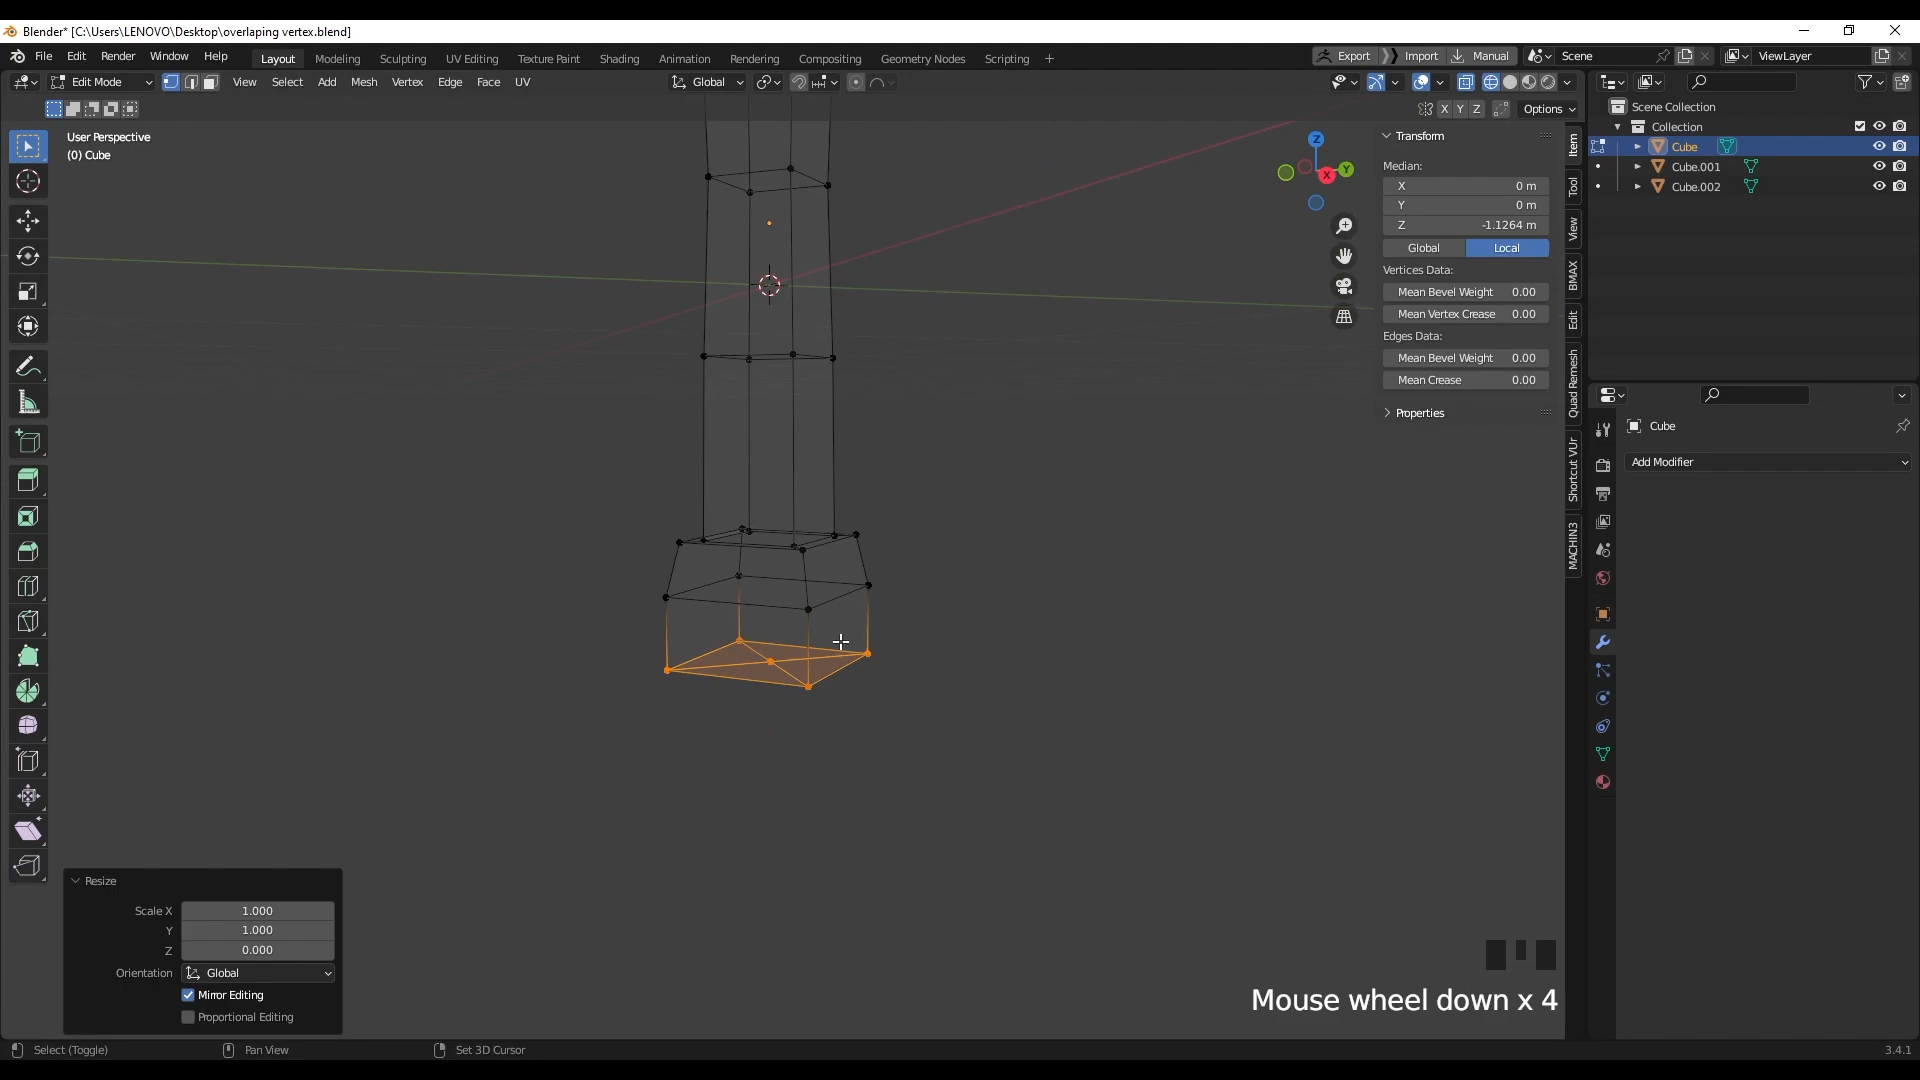 Blender* [C:\Users\LENOVO\Desktop\overlaping vertex.blend]
File Edit Render Window Help Layout Modeling Sculpting UV Editing Texture Paint Shading Animation Rendering Compositing Geometry Nodes Scripting + Export Import Manual Scene ViewLayer
Edit Mode View Select Add Mesh Vertex Edge Face UV Global
X Y Z Options
User Perspective
(0) Cube
Z
Y
X
Transform
Median:
X 0 m
Y 0 m
Z -1.1264 m
Global Local
Vertices Data:
Mean Bevel Weight 0.00
Mean Vertex Crease 0.00
Edges Data:
Mean Bevel Weight 0.00
Mean Crease 0.00
Properties
Item
Tool
View
BMAX
Edit
Quad Remesh
Shortcut VUr
MACHIN3
Scene Collection
Collection
Cube
Cube.001
Cube.002
Cube
Add Modifier
Resize
Scale X 1.000
Y 1.000
Z 0.000
Orientation Global
Mirror Editing
Proportional Editing
Mouse wheel down x 4
Select (Toggle) Pan View Set 3D Cursor 3.4.1